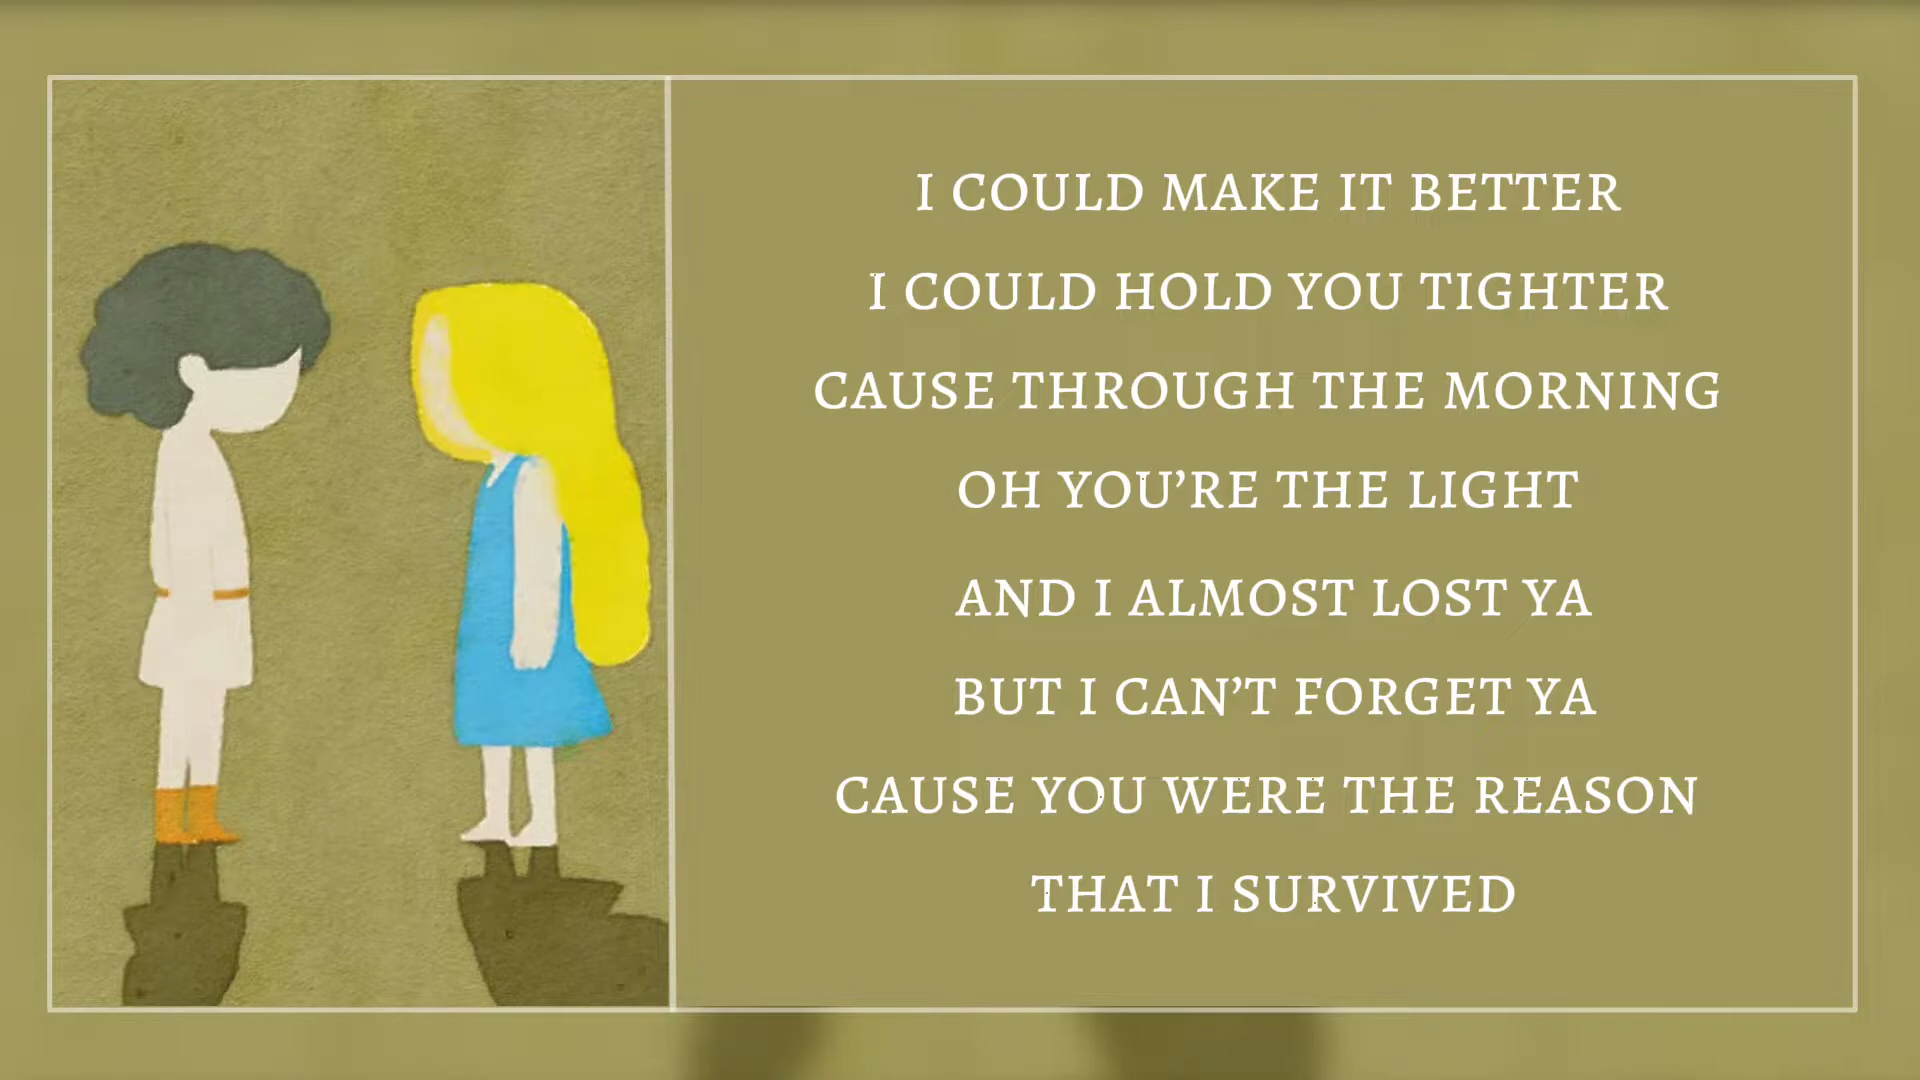 I COULD MAKE IT BETTER
I COULD HOLD YOU TIGHTER
CAUSE THROUGH THE MORNING
OH YOU’RE THE LIGHT
AND I ALMOST LOST YA
BUT I CAN’T FORGET YA
CAUSE YOU WERE THE REASON
THAT I SURVIVED